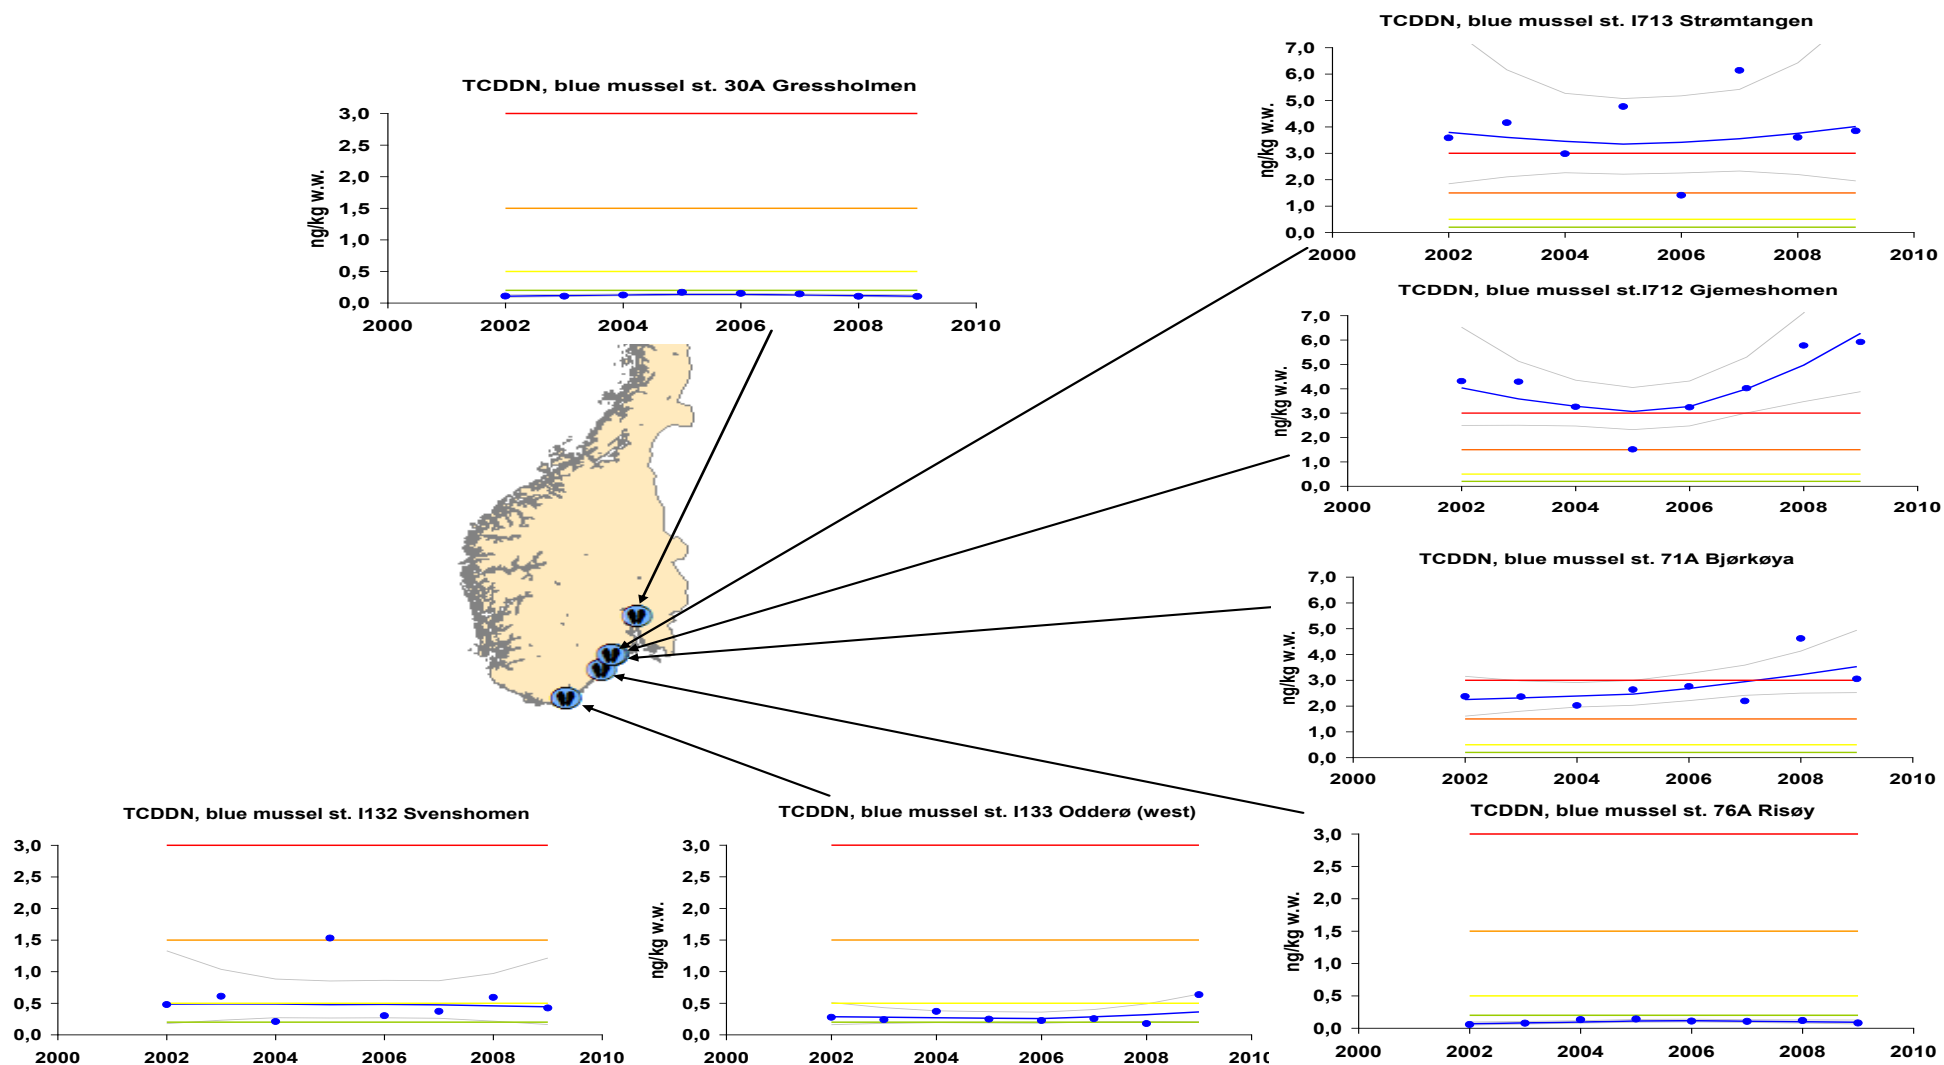 TCDDN, blue mussel st. I713 Strømtangen
7,0
6,0
5,0
4,0
3,0
2,0
1,0
0,0
ng/kg w.w.
2000 2002 2004 2006 2008 2010
TCDDN, blue mussel st. 30A Gressholmen
3,0
2,5
2,0
1,5
1,0
0,5
0,0
ng/kg w.w.
2000 2002 2004 2006 2008 2010
TCDDN, blue mussel st.I712 Gjemeshomen
7,0
6,0
5,0
4,0
3,0
2,0
1,0
0,0
ng/kg w.w.
2000 2002 2004 2006 2008 2010
TCDDN, blue mussel st. 71A Bjørkøya
7,0
6,0
5,0
4,0
3,0
2,0
1,0
0,0
ng/kg w.w.
2000 2002 2004 2006 2008 2010
TCDDN, blue mussel st. I132 Svenshomen
3,0
2,5
2,0
1,5
1,0
0,5
0,0
2000 2002 2004 2006 2008 2010
TCDDN, blue mussel st. I133 Odderø (west)
3,0
2,5
2,0
1,5
1,0
0,5
0,0
ng/kg w.w.
2000 2002 2004 2006 2008 2010
TCDDN, blue mussel st. 76A Risøy
3,0
2,5
2,0
1,5
1,0
0,5
0,0
ng/kg w.w.
2000 2002 2004 2006 2008 2010